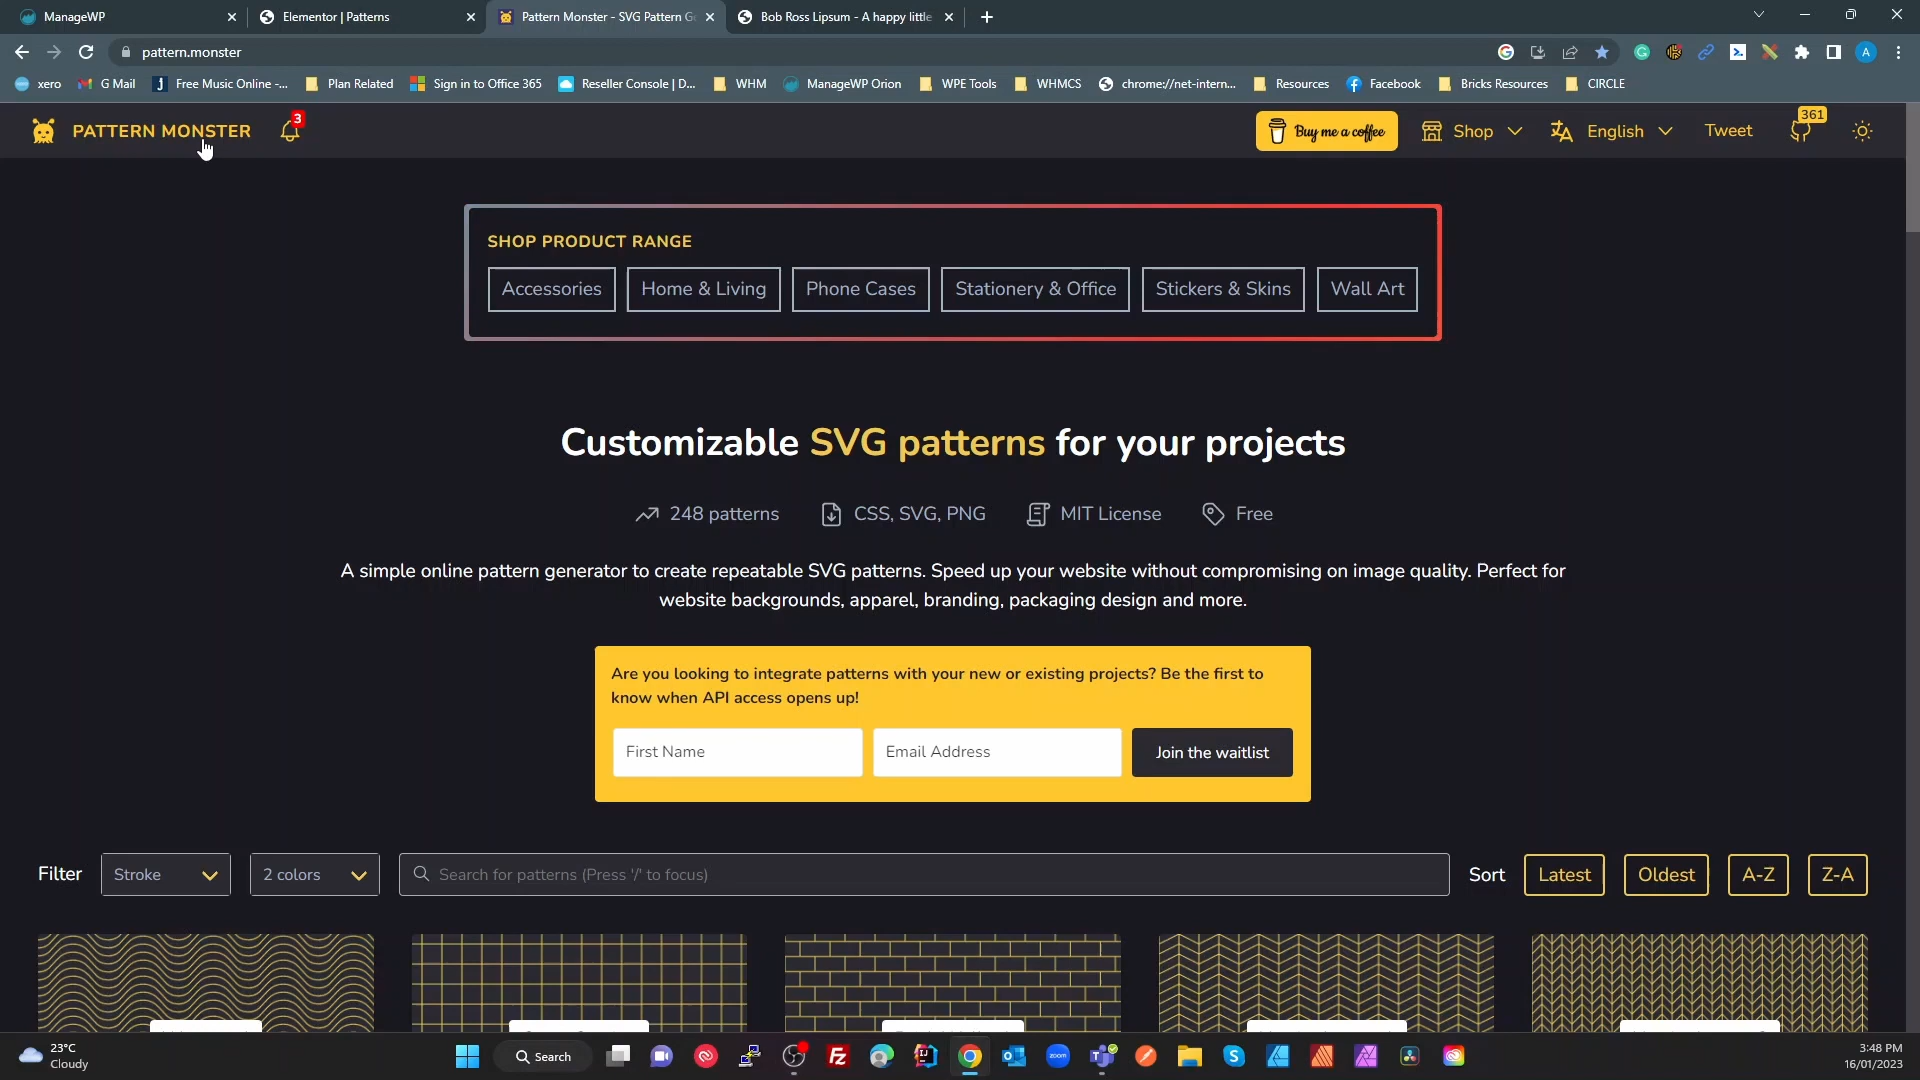 ManageWP
Elementor | Patterns
Pattern Monster - SVG Pattern G
Bob Ross Lipsum - A happy little
pattern.monster
xero
G Mail
Free Music Online -...
Plan Related
Sign in to Office 365
Reseller Console | D...
WHM
ManageWP Orion
WPE Tools
WHMCS
chrome://net-intern...
Resources
Facebook
Bricks Resources
CIRCLE
PATTERN MONSTER
3
Buy me a coffee
Shop
English
Tweet
361
SHOP PRODUCT RANGE
Accessories
Home & Living
Phone Cases
Stationery & Office
Stickers & Skins
Wall Art
Customizable SVG patterns for your projects
248 patterns
CSS, SVG, PNG
MIT License
Free
A simple online pattern generator to create repeatable SVG patterns. Speed up your website without compromising on image quality. Perfect for
website backgrounds, apparel, branding, packaging design and more.
Are you looking to integrate patterns with your new or existing projects? Be the first to
know when API access opens up!
First Name
Email Address
Join the waitlist
Filter
Stroke
2 colors
Search for patterns (Press '/' to focus)
Sort
Latest
Oldest
A-Z
Z-A
23°C
Cloudy
Search
zoom
3:48 PM
16/01/2023